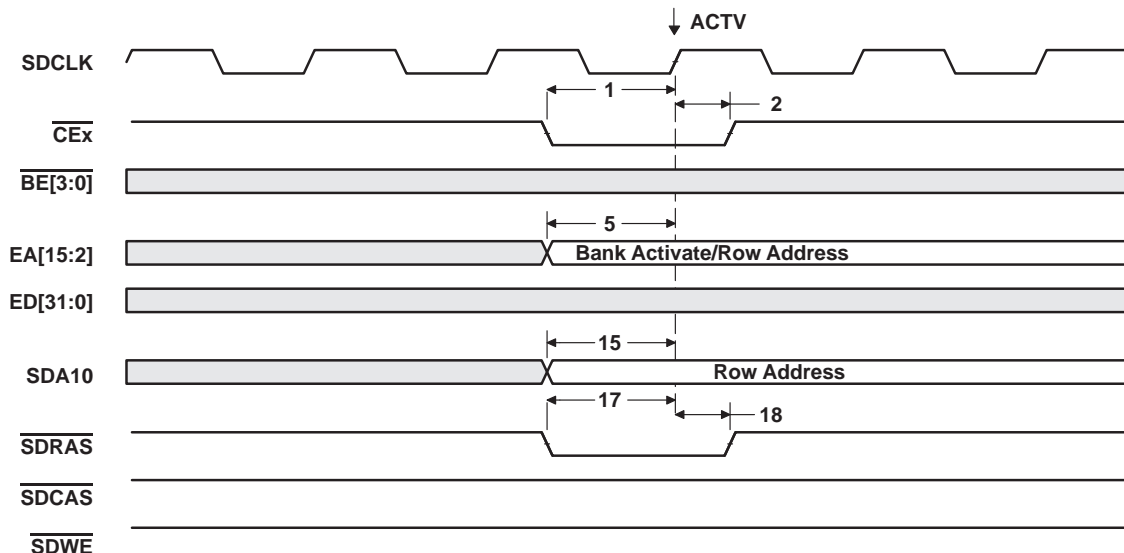 ACTV
SDCLK
1
2
CEx
BE[3:0]
5
EA[15:2]
Bank Activate/Row Address
ED[31:0]
15
SDA10
Row Address
17
18
SDRAS
SDCAS
SDWE